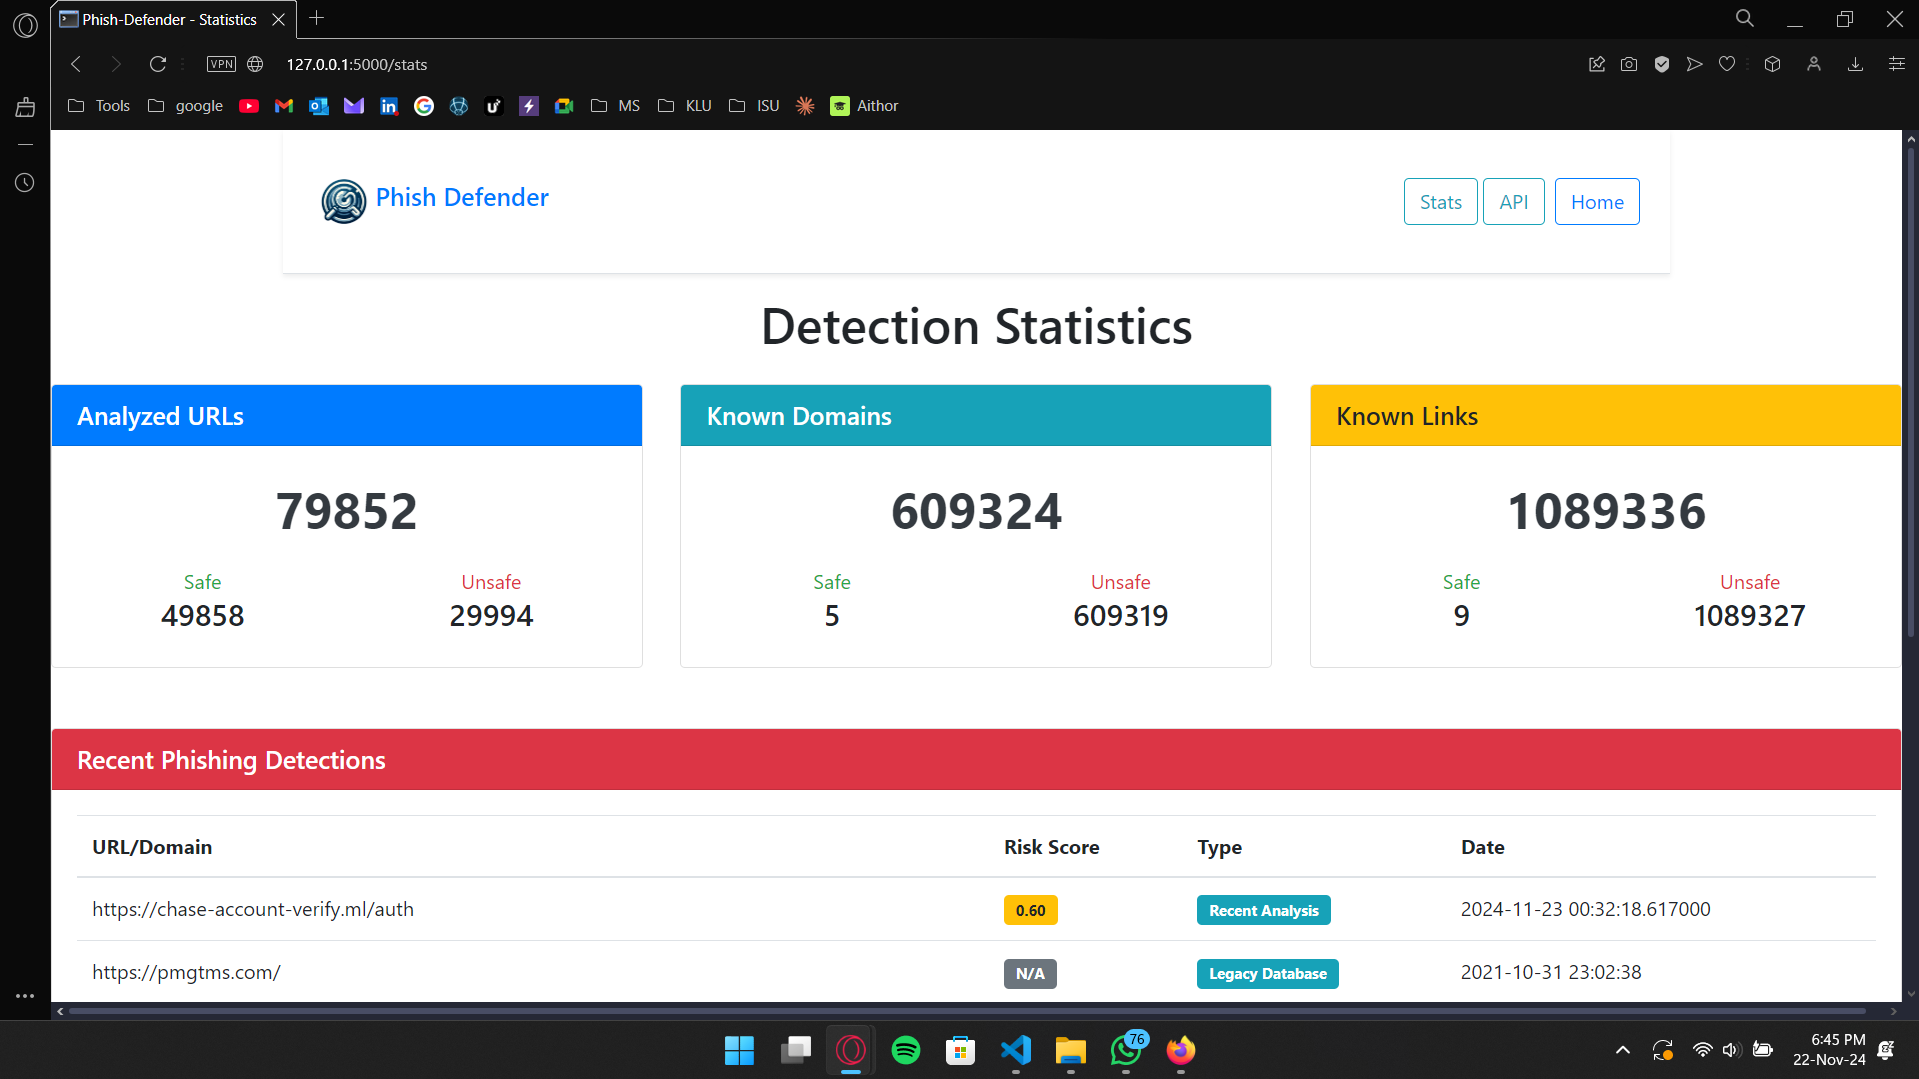 Phish-Defender - Statistics
VPN
127.0.0.1:5000/stats
Tools
google
MS
KLU
ISU
Aithor
Phish Defender
Stats
API
Home
Detection Statistics
Analyzed URLs
79852
Safe
Unsafe
49858
29994
Known Domains
609324
Safe
Unsafe
5
609319
Known Links
1089336
Safe
Unsafe
9
1089327
Recent Phishing Detections
URL/Domain Risk Score Type Date
https://chase-account-verify.ml/auth 0.60 Recent Analysis 2024-11-23 00:32:18.617000
https://pmgtms.com/ N/A Legacy Database 2021-10-31 23:02:38
76
6:45 PM
22-Nov-24